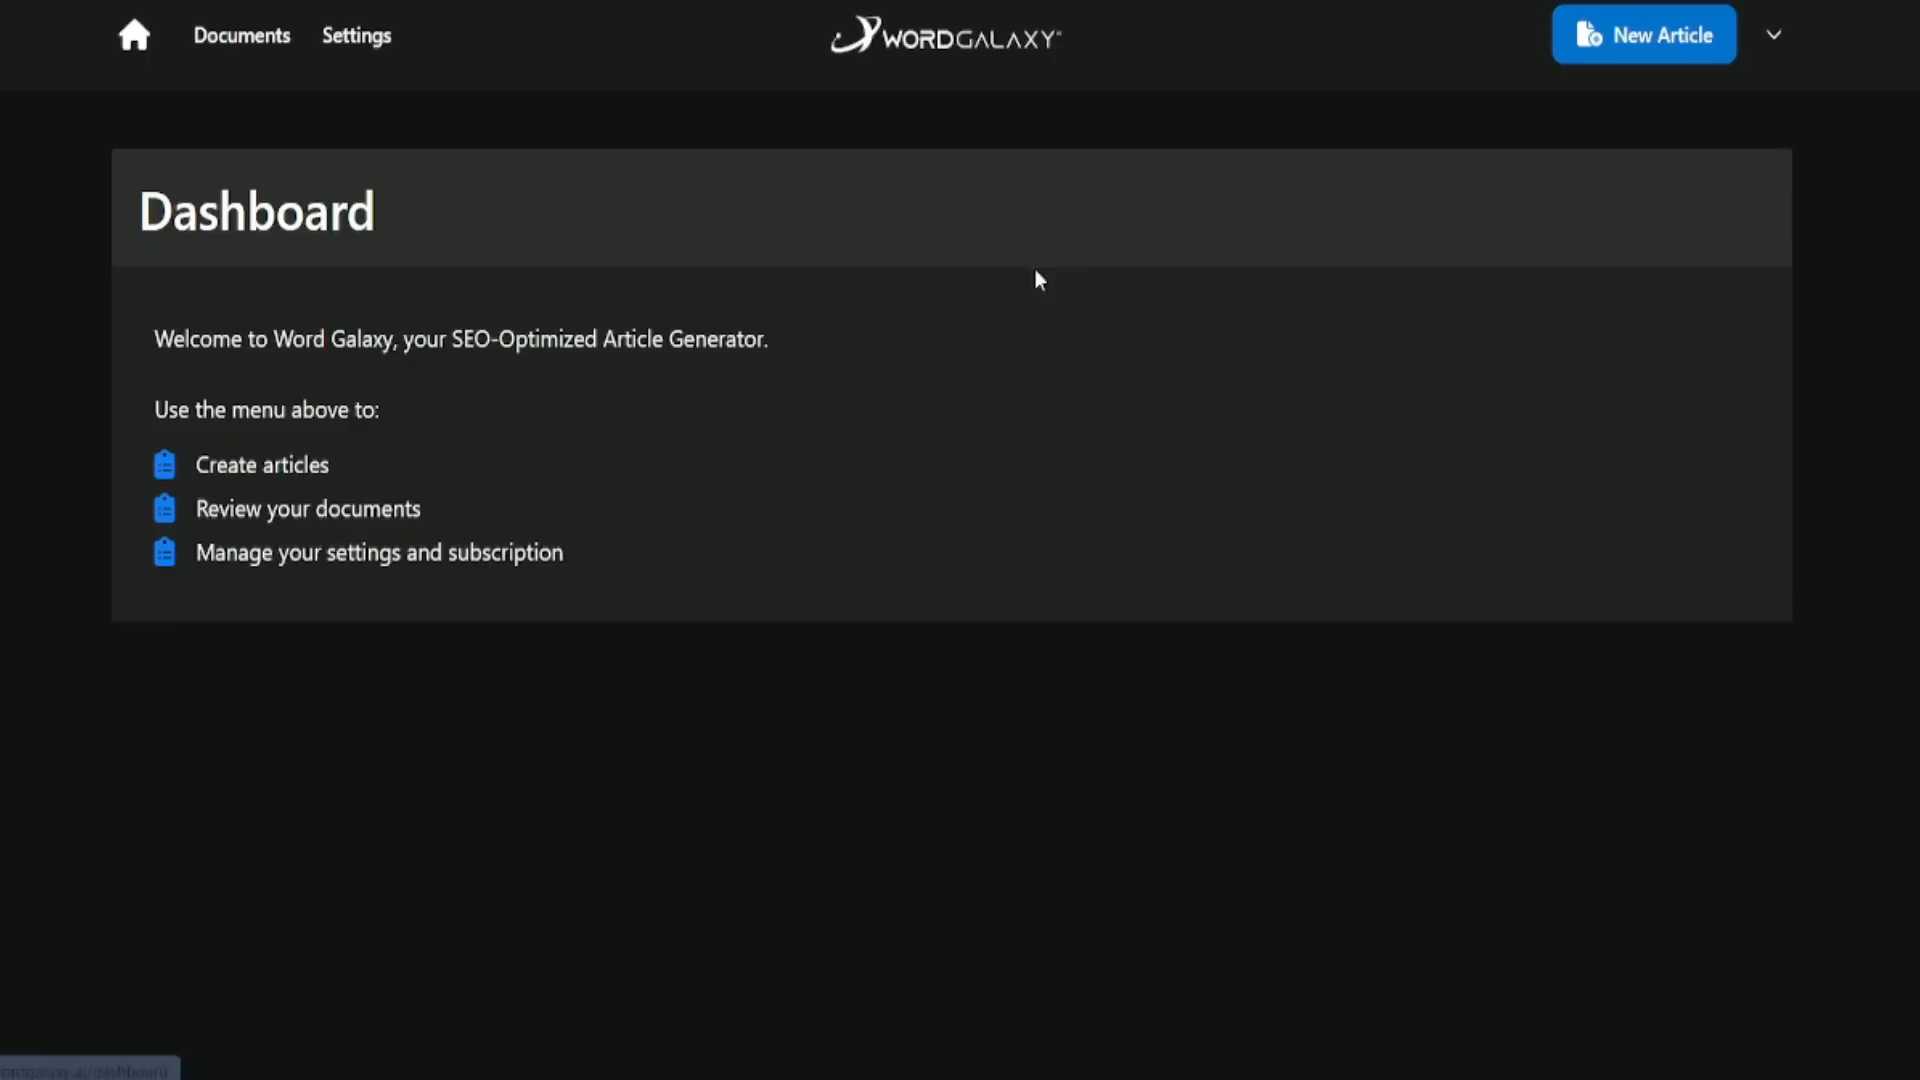 Documents Settings WORDGALAXY New Article
Dashboard
Welcome to Word Galaxy, your SEO-Optimized Article Generator.
Use the menu above to:
Create articles
Review your documents
Manage your settings and subscription